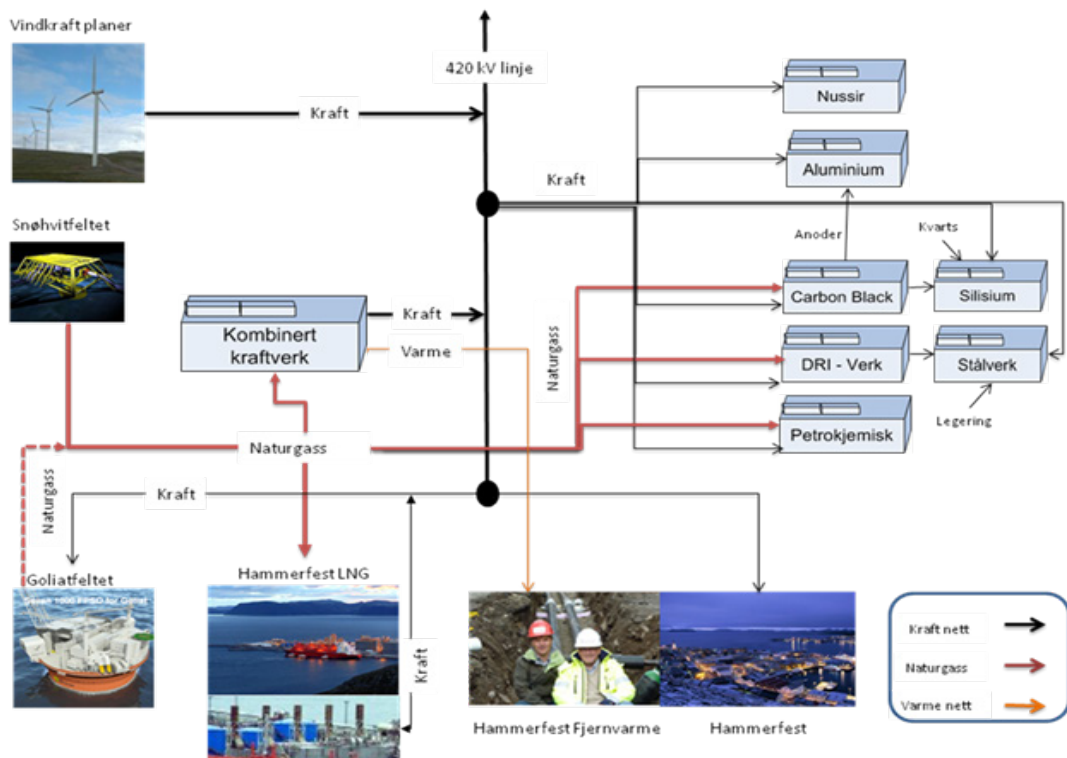 Vindkraft planer
420 kV linje
Kraft
Nussir
Aluminium
Kraft
Snøhvitfeltet
Anoder
Kvarts
Carbon Black
Silisium
Kombinert
kraftverk
Kraft
Varme
Naturgass
DRI - Verk
Stålverk
Legering
Petrokjemisk
Naturgass
Naturgass
Kraft
Goliatfeltet
Hammerfest LNG
Kraft
Kraft nett
Naturgass
Varme nett
Hammerfest Fjernvarme
Hammerfest